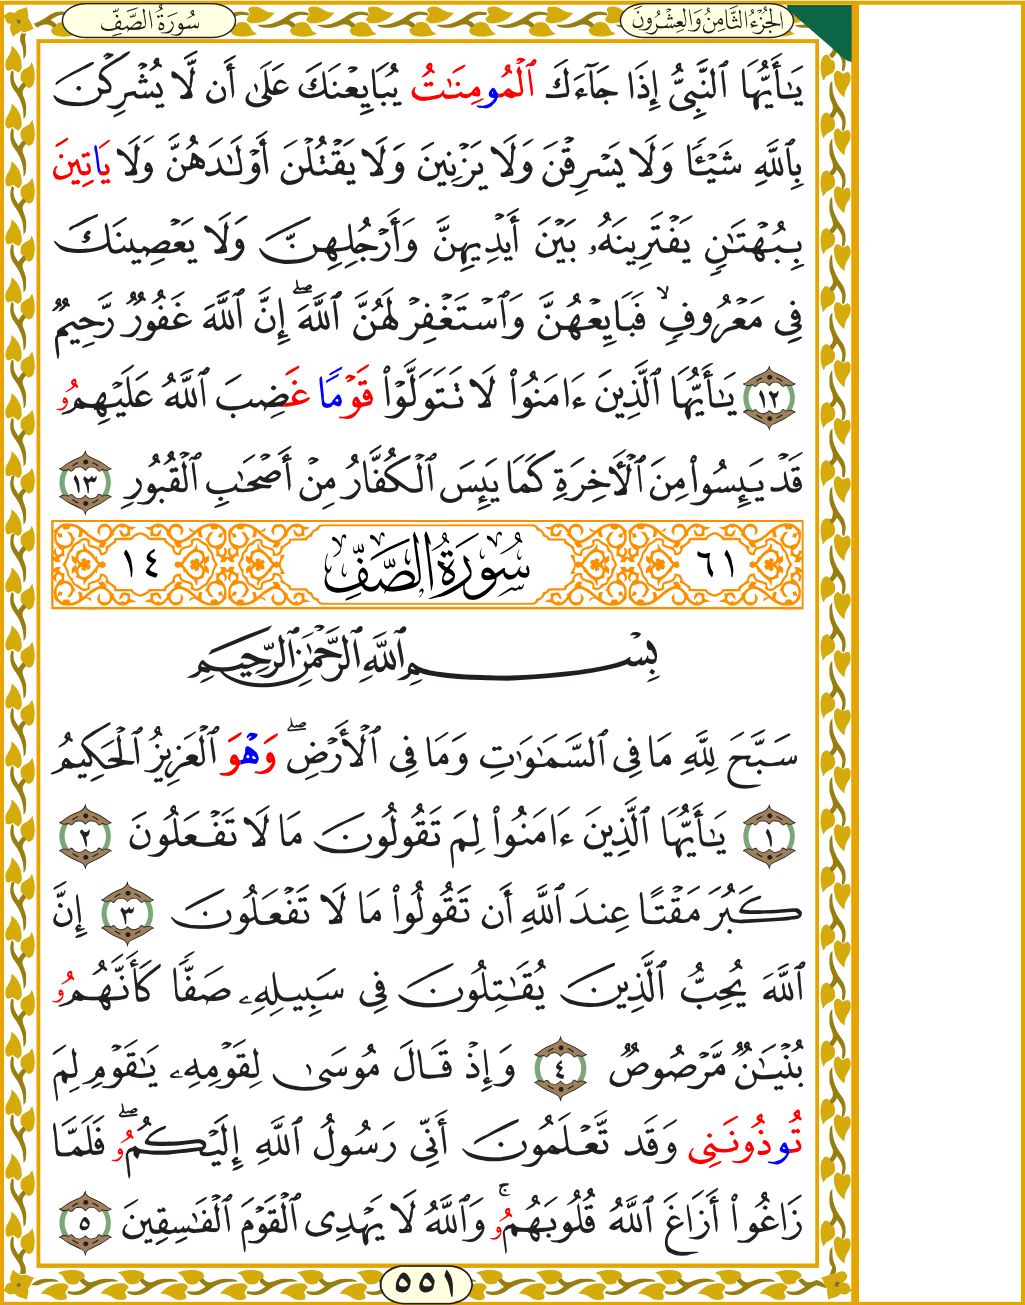 الجُزْءُ الثَّامِنُ وَالعِشْرُونَ
سُورَةُ الصَّفِّ
يَٰٓأَيُّهَا ٱلنَّبِىُّ إِذَا جَآءَكَ ٱلْمُومِنَٰتُ يُبَايِعْنَكَ عَلَىٰٓ أَن لَّا يُشْرِكْنَ
بِٱللَّهِ شَيْـًٔا وَلَا يَسْرِقْنَ وَلَا يَزْنِينَ وَلَا يَقْتُلْنَ أَوْلَٰدَهُنَّ وَلَا يَاتِينَ
بِبُهْتَٰنٍ يَفْتَرِينَهُۥ بَيْنَ أَيْدِيهِنَّ وَأَرْجُلِهِنَّ وَلَا يَعْصِينَكَ
فِى مَعْرُوفٍۙ فَبَايِعْهُنَّ وَٱسْتَغْفِرْ لَهُنَّ ٱللَّهَۖ إِنَّ ٱللَّهَ غَفُورٌ رَّحِيمٌ
١٢ يَٰٓأَيُّهَا ٱلَّذِينَ ءَامَنُوا۟ لَا تَتَوَلَّوْا۟ قَوْمًا غَضِبَ ٱللَّهُ عَلَيْهِمُۥ
قَدْ يَئِسُوا۟ مِنَ ٱلْـَٔاخِرَةِ كَمَا يَئِسَ ٱلْكُفَّارُ مِنْ أَصْحَٰبِ ٱلْقُبُورِ ١٣
٦١ سُورَةُ الصَّفِّ ١٤
بِسْمِ ٱللَّهِ ٱلرَّحْمَٰنِ ٱلرَّحِيمِ
سَبَّحَ لِلَّهِ مَا فِى ٱلسَّمَٰوَٰتِ وَمَا فِى ٱلْأَرْضِۖ وَهْوَ ٱلْعَزِيزُ ٱلْحَكِيمُ
١ يَٰٓأَيُّهَا ٱلَّذِينَ ءَامَنُوا۟ لِمَ تَقُولُونَ مَا لَا تَفْعَلُونَ ٢
كَبُرَ مَقْتًا عِندَ ٱللَّهِ أَن تَقُولُوا۟ مَا لَا تَفْعَلُونَ ٣ إِنَّ
ٱللَّهَ يُحِبُّ ٱلَّذِينَ يُقَٰتِلُونَ فِى سَبِيلِهِۦ صَفًّا كَأَنَّهُمُۥ
بُنْيَٰنٌ مَّرْصُوصٌ ٤ وَإِذْ قَالَ مُوسَىٰ لِقَوْمِهِۦ يَٰقَوْمِ لِمَ
تُوذُونَنِى وَقَد تَّعْلَمُونَ أَنِّى رَسُولُ ٱللَّهِ إِلَيْكُمُۥۖ فَلَمَّا
زَاغُوٓا۟ أَزَاغَ ٱللَّهُ قُلُوبَهُمُۥۚ وَٱللَّهُ لَا يَهْدِى ٱلْقَوْمَ ٱلْفَٰسِقِينَ ٥
٥٥١